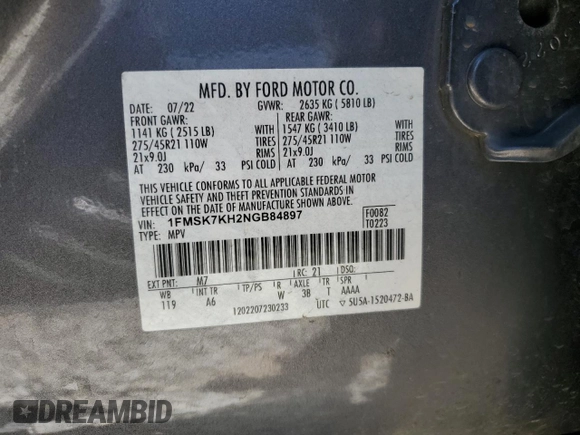 MFD. BY FORD MOTOR CO.
DATE: 07/22 GVWR: 2635 KG ( 5810 LB)
FRONT GAWR: REAR GAWR:
1141 KG ( 2515 LB) WITH 1547 KG ( 3410 LB) WITH
275/45R21 110W TIRES 275/45R21 110W TIRES
21x9.0J RIMS 21x9.0J RIMS
AT 230 kPa/ 33 PSI COLD AT 230 kPa/ 33 PSI COLD
THIS VEHICLE CONFORMS TO ALL APPLICABLE FEDERAL MOTOR
VEHICLE SAFETY AND THEFT PREVENTION STANDARDS IN
EFFECT ON THE DATE OF MANUFACTURE SHOWN ABOVE.
VIN: 1FMSK7KH2NGB84897 F0082
TYPE: MPV T0223
EXT PNT: M7 RC: 21 DSO:
WB INT TR TP/PS R AXLE TR SPR
119 A6 W 3B T AAAA
1202207230233 UTC SU5A-1520472-BA
DREAMBID